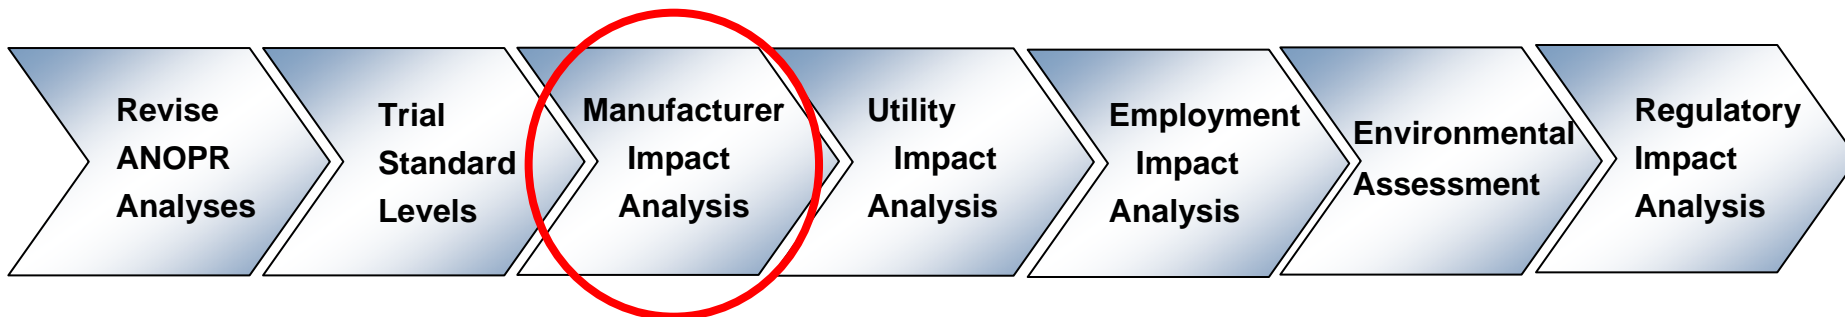 Revise
ANOPR
Analyses
Trial
Standard
Levels
Manufacturer
Impact
Analysis
Utility
Impact
Analysis
Employment
Impact
Analysis
Environmental
Assessment
Regulatory
Impact
Analysis